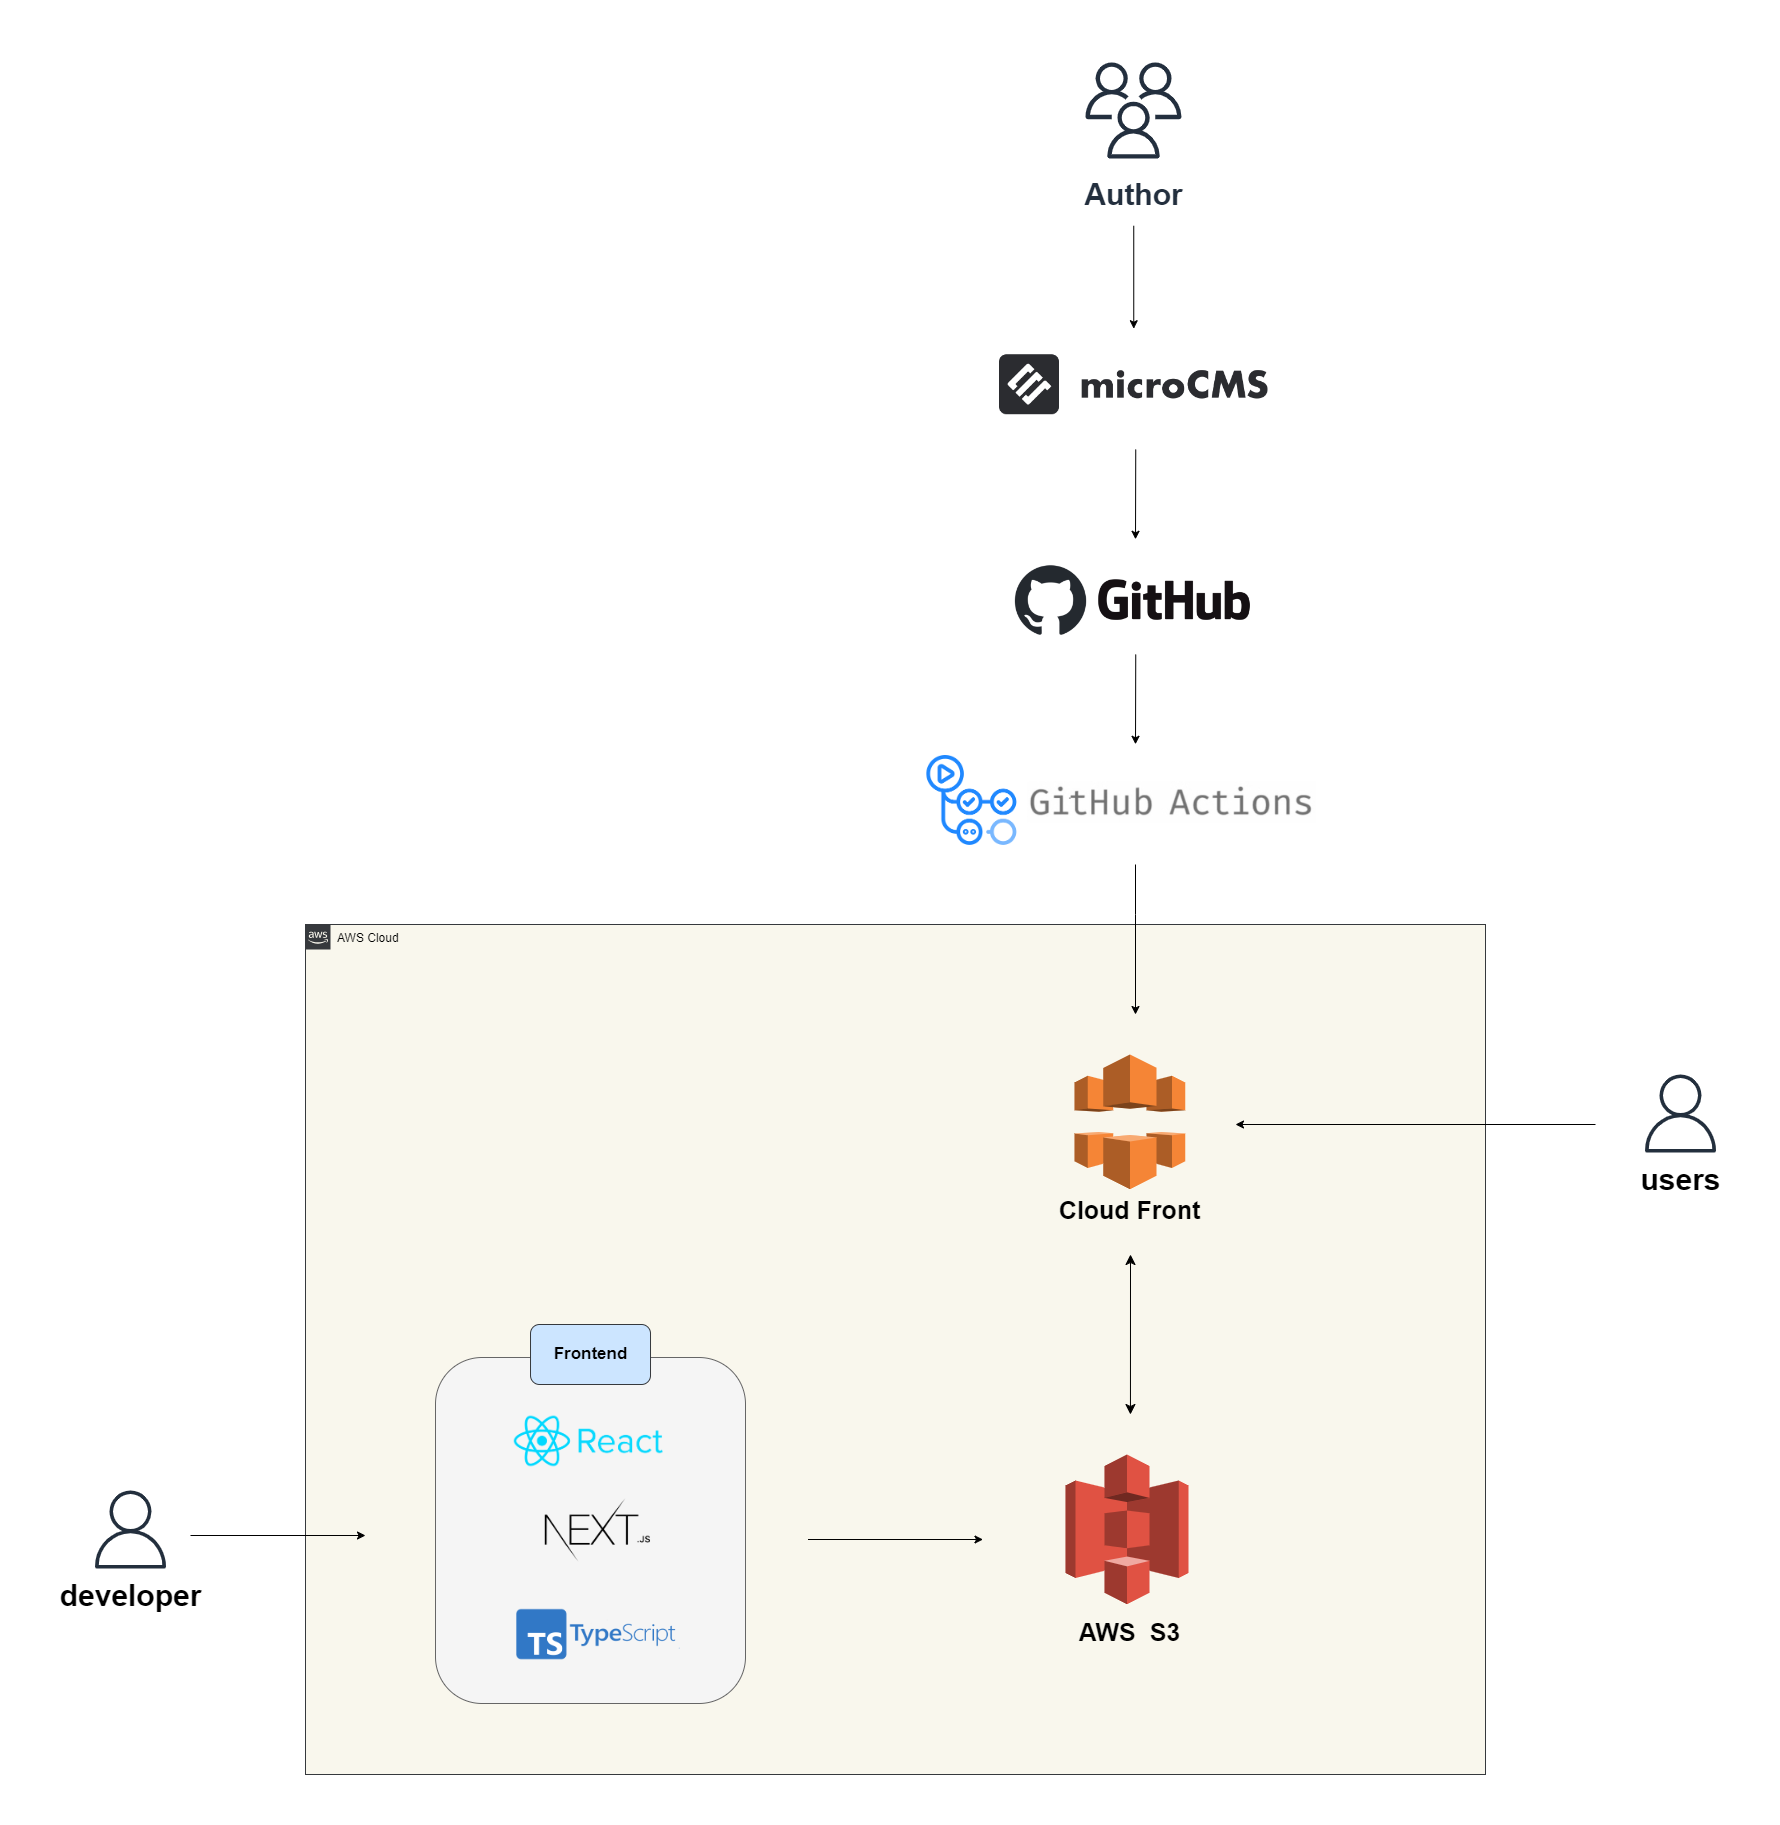 Author
microCMS
GitHub
GitHub Actions
aws
AWS Cloud
Cloud Front
users
Frontend
React
NEXT.JS
TS TypeScript
developer
AWS S3